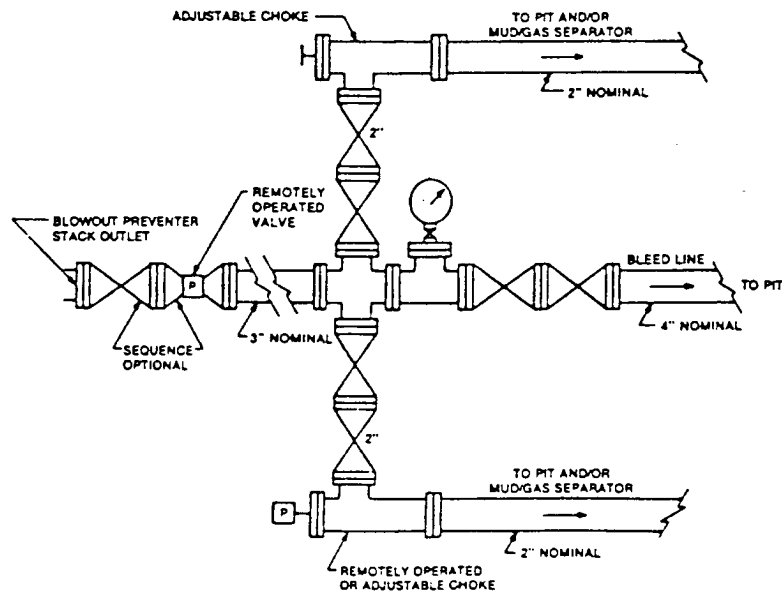 ADJUSTABLE CHOKE
TO PIT AND/OR
MUD/GAS SEPARATOR
2" NOMINAL
2"
REMOTELY
OPERATED
VALVE
BLOWOUT PREVENTER
STACK OUTLET
P
BLEED LINE
TO PIT
SEQUENCE
OPTIONAL
3" NOMINAL
4" NOMINAL
2"
TO PIT AND/OR
MUD/GAS SEPARATOR
P
2" NOMINAL
REMOTELY OPERATED
OR ADJUSTABLE CHOKE